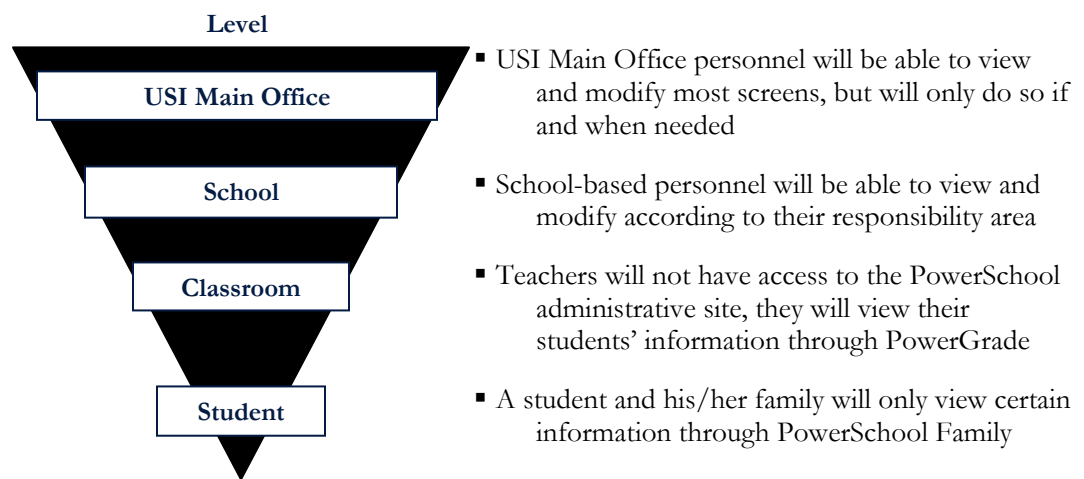 Level
USI Main Office
School
Classroom
Student
▪ USI Main Office personnel will be able to view
and modify most screens, but will only do so if
and when needed
▪ School-based personnel will be able to view and
modify according to their responsibility area
▪ Teachers will not have access to the PowerSchool
administrative site, they will view their
students’ information through PowerGrade
▪ A student and his/her family will only view certain
information through PowerSchool Family